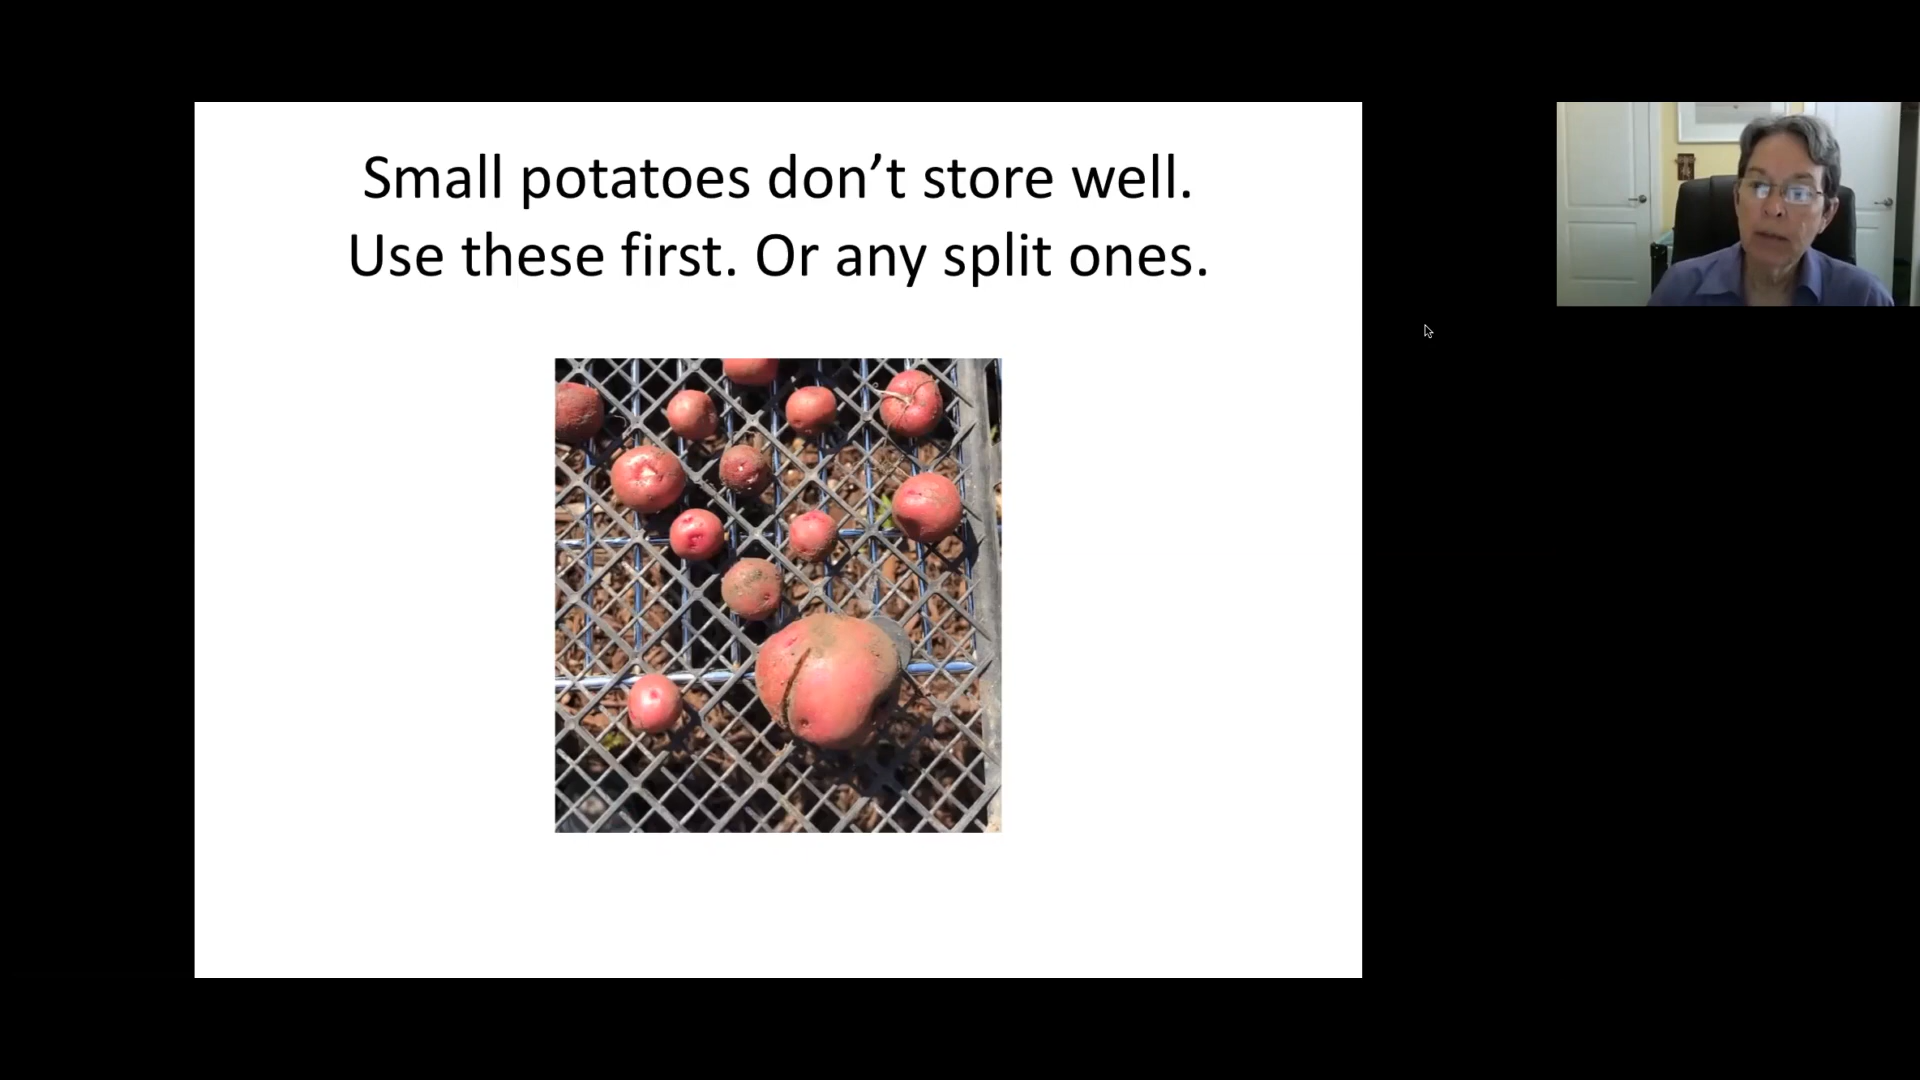 Small potatoes don’t store well.
Use these first. Or any split ones.